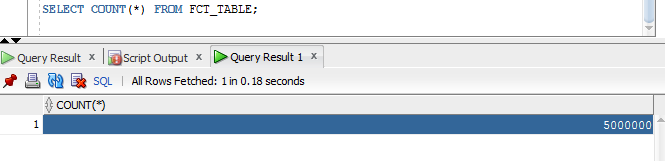 SELECT COUNT(*) FROM FCT_TABLE;
Query Result x Script Output x Query Result 1 x
SQL | All Rows Fetched: 1 in 0.18 seconds
COUNT(*)
1 5000000